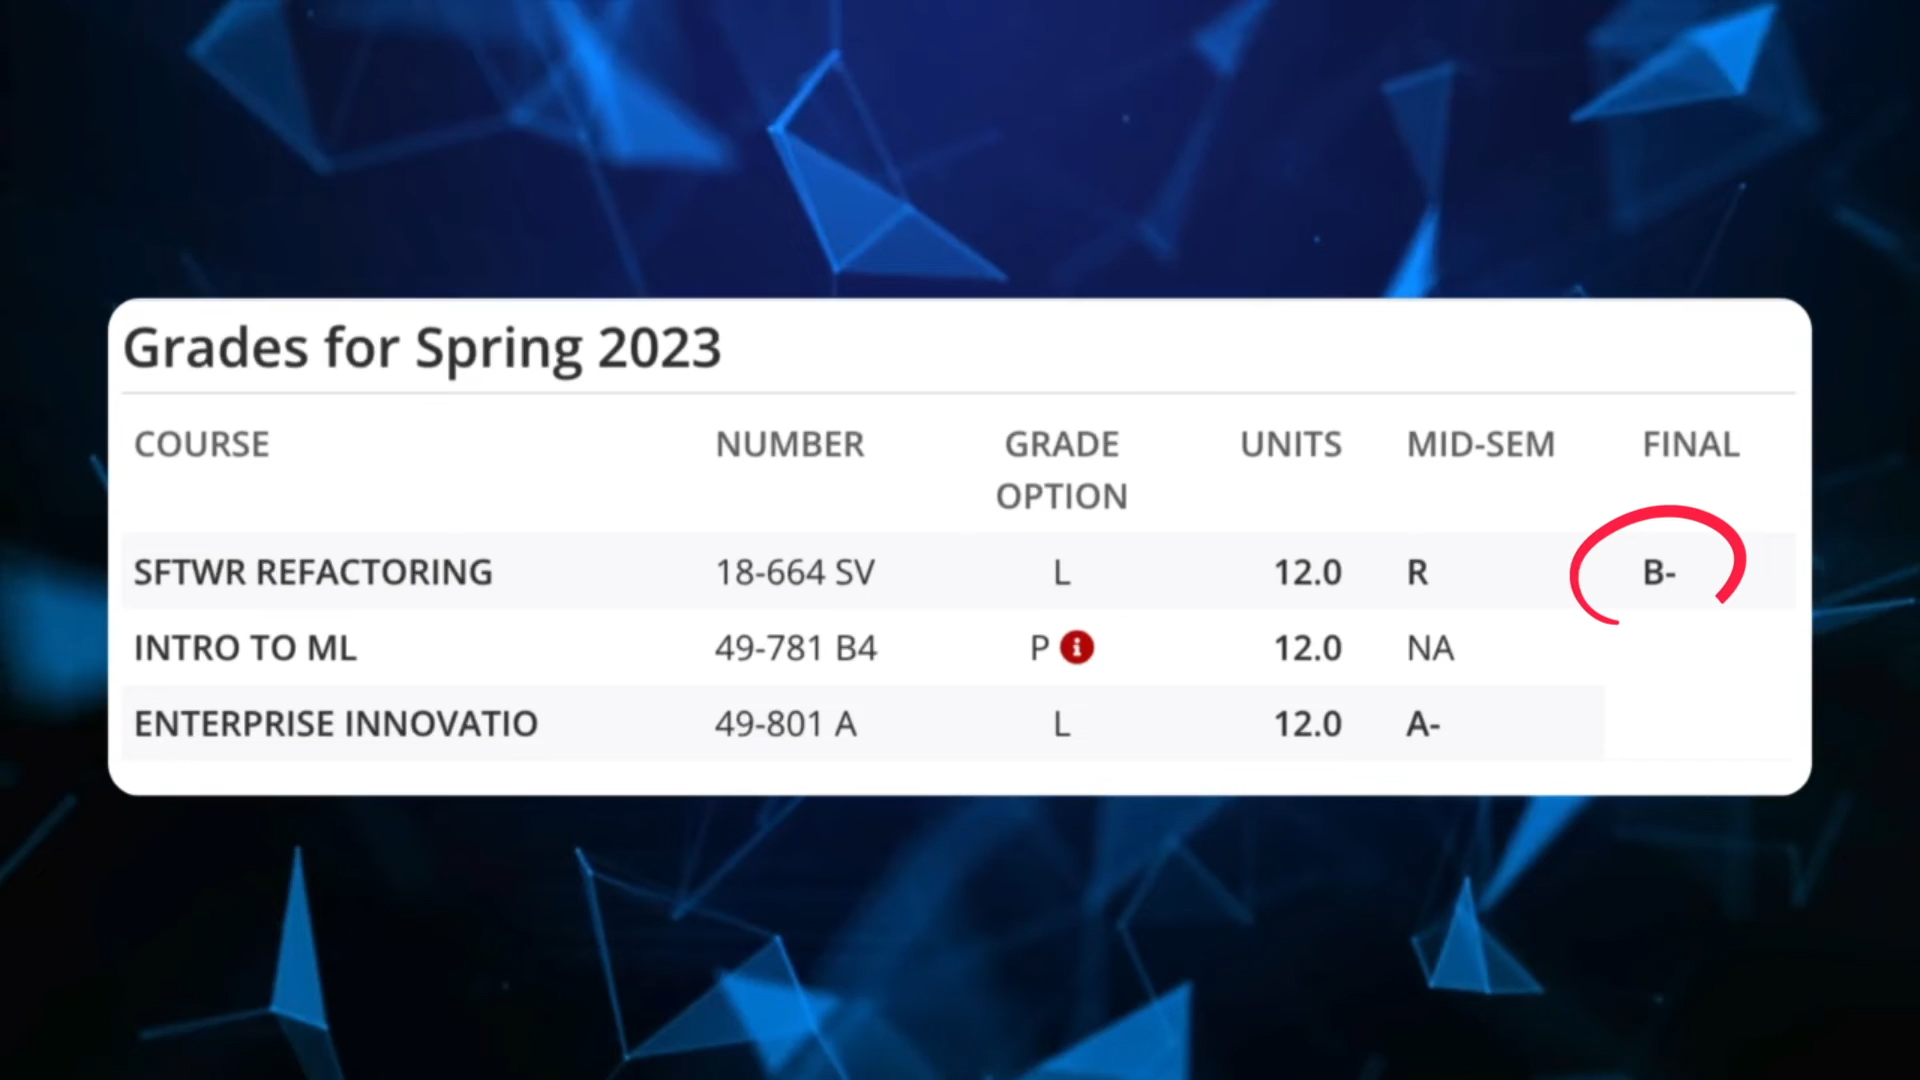 Grades for Spring 2023
COURSE NUMBER GRADE OPTION UNITS MID-SEM FINAL
SFTWR REFACTORING 18-664 SV L 12.0 R B-
INTRO TO ML 49-781 B4 P i 12.0 NA
ENTERPRISE INNOVATIO 49-801 A L 12.0 A-